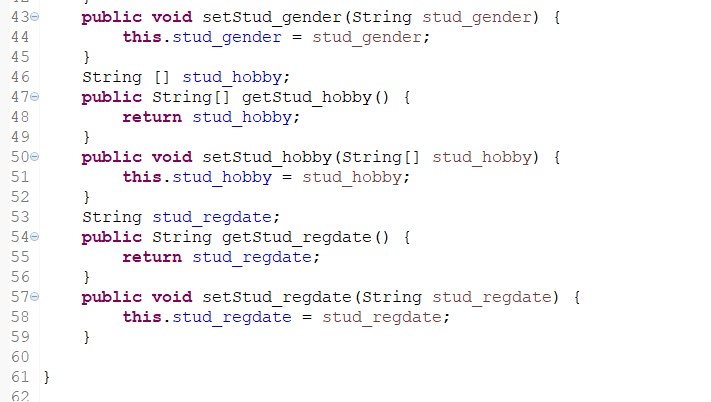 43 public void setStud_gender(String stud_gender) {
44 this.stud_gender = stud_gender;
45 }
46 String [] stud_hobby;
47 public String[] getStud_hobby() {
48 return stud_hobby;
49 }
50 public void setStud_hobby(String[] stud_hobby) {
51 this.stud_hobby = stud_hobby;
52 }
53 String stud_regdate;
54 public String getStud_regdate() {
55 return stud_regdate;
56 }
57 public void setStud_regdate(String stud_regdate) {
58 this.stud_regdate = stud_regdate;
59 }
60
61 }
62